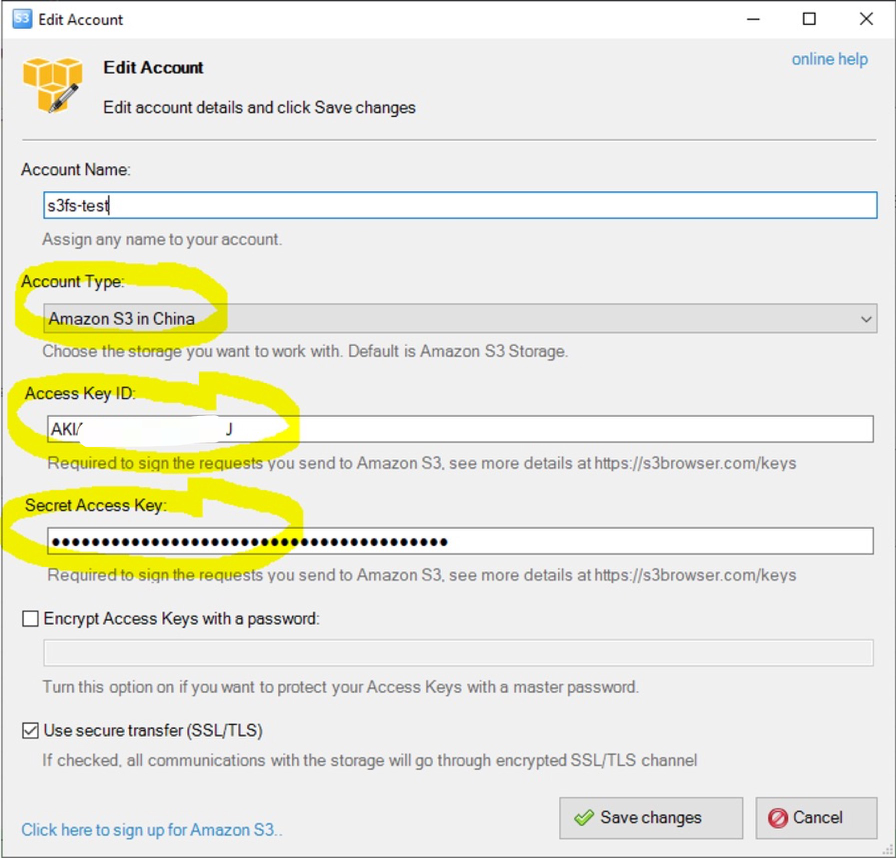 S3 Edit Account
Edit Account
online help
Edit account details and click Save changes
Account Name:
s3fs-test
Assign any name to your account.
Account Type:
Amazon S3 in China
Choose the storage you want to work with. Default is Amazon S3 Storage.
Access Key ID:
AKI J
Required to sign the requests you send to Amazon S3, see more details at https://s3browser.com/keys
Secret Access Key:
●●●●●●●●●●●●●●●●●●●●●●●●●●●●●●●●●●●●●●●●
Required to sign the requests you send to Amazon S3, see more details at https://s3browser.com/keys
Encrypt Access Keys with a password:
Turn this option on if you want to protect your Access Keys with a master password.
Use secure transfer (SSL/TLS)
If checked, all communications with the storage will go through encrypted SSL/TLS channel
Click here to sign up for Amazon S3..
Save changes
Cancel